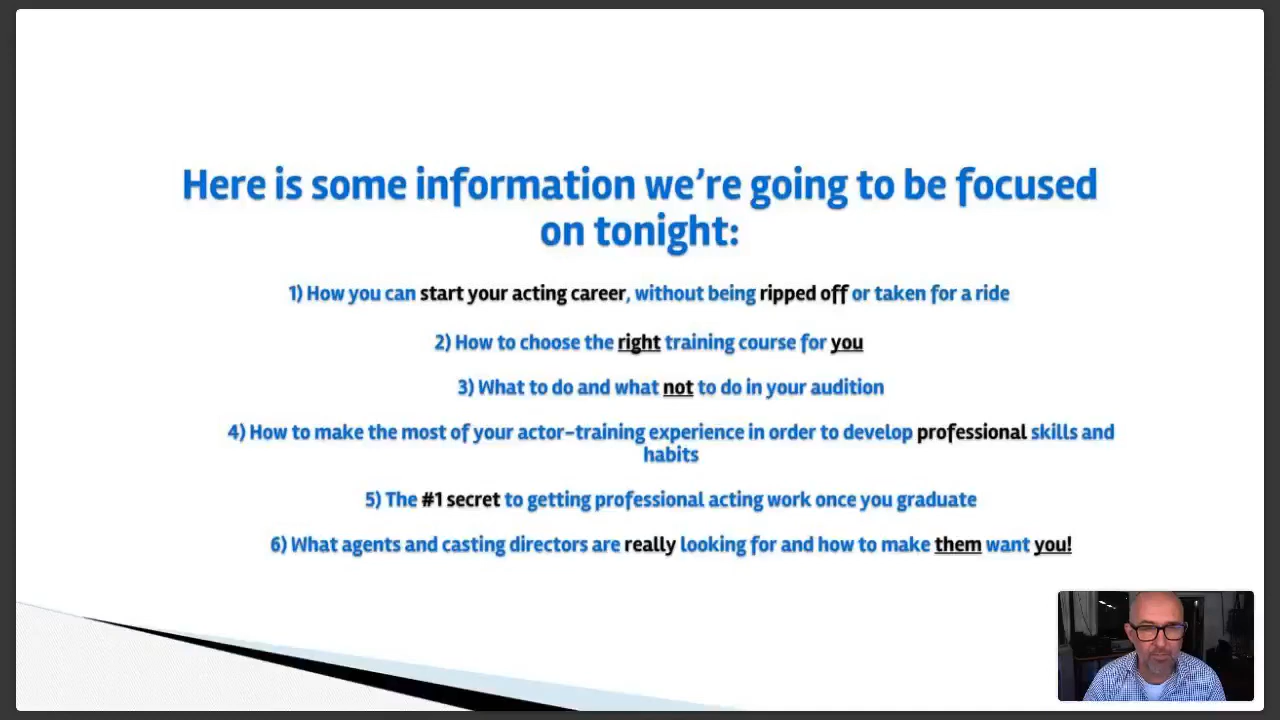 Here is some information we’re going to be focused
on tonight:
1) How you can start your acting career, without being ripped off or taken for a ride
2) How to choose the right training course for you
3) What to do and what not to do in your audition
4) How to make the most of your actor-training experience in order to develop professional skills and
habits
5) The #1 secret to getting professional acting work once you graduate
6) What agents and casting directors are really looking for and how to make them want you!